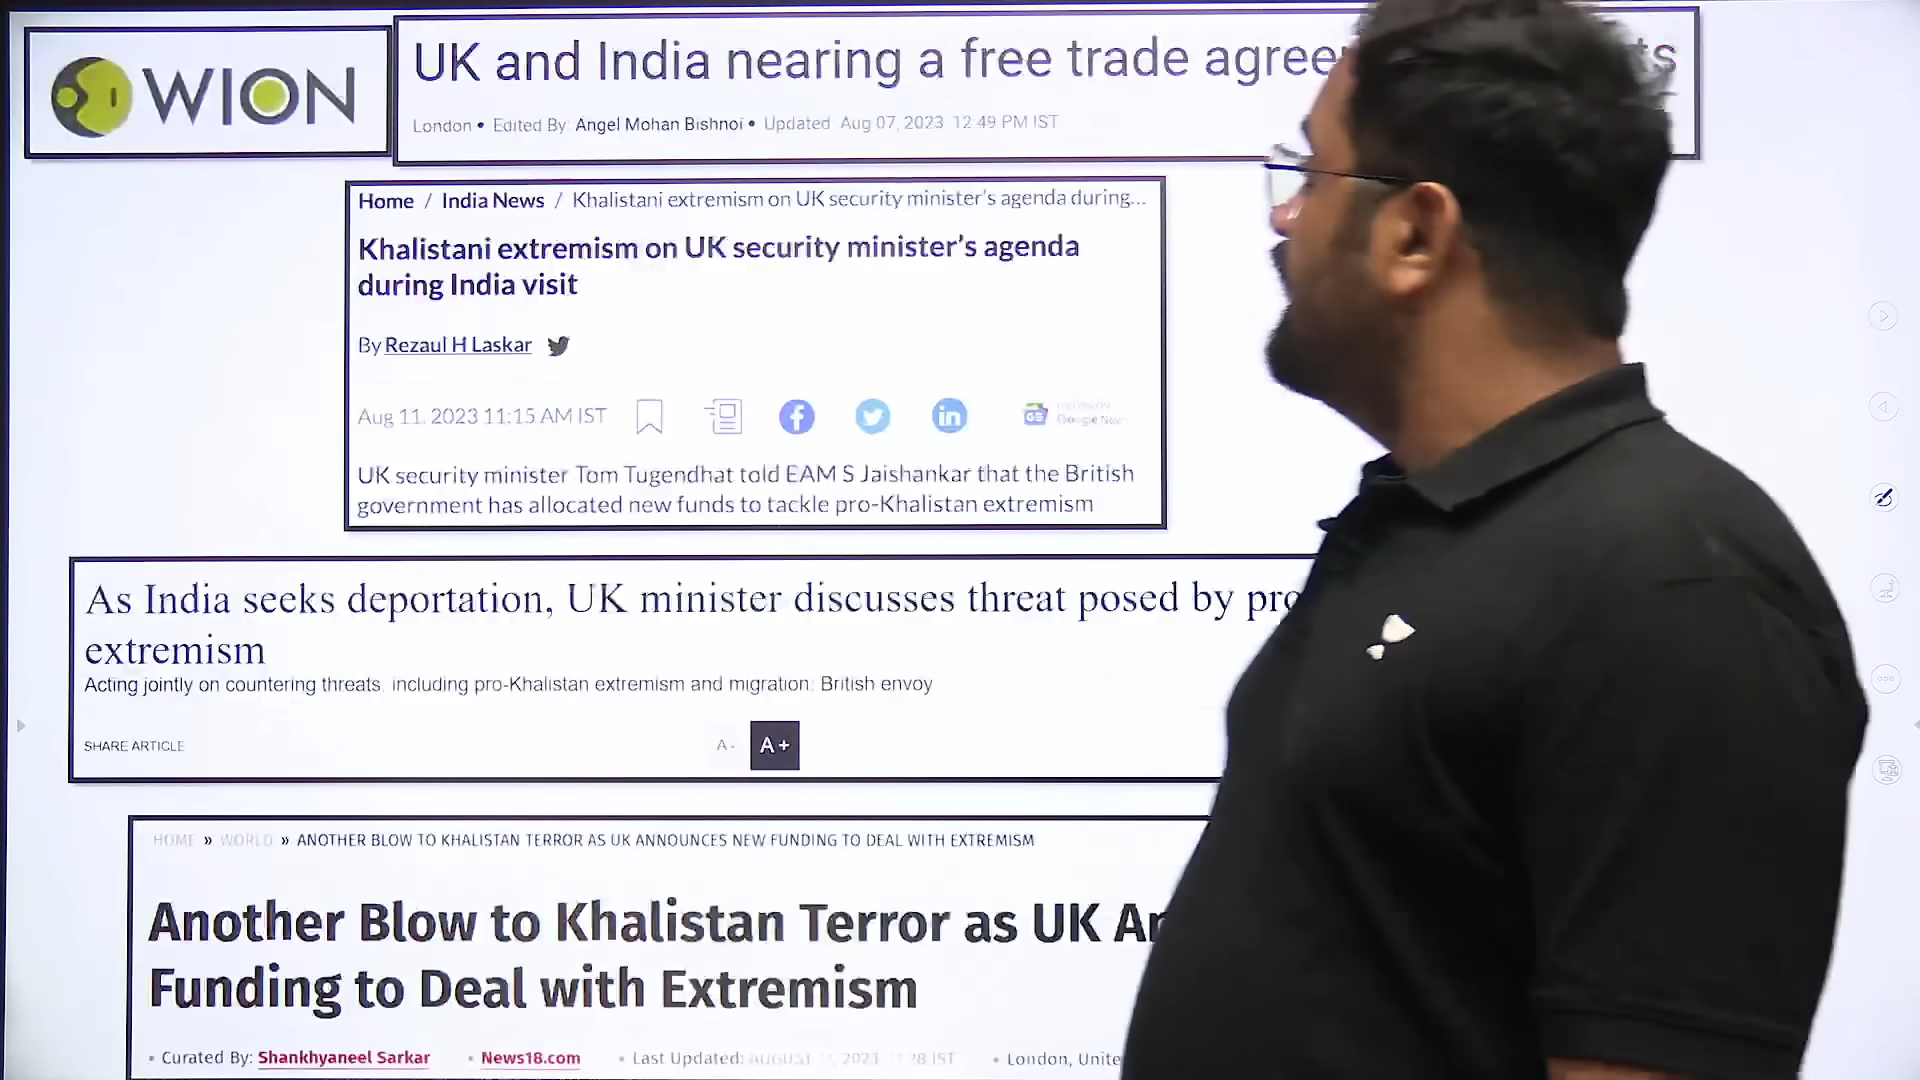 WION
UK and India nearing a free trade
London • Edited By: Angel Mohan Bishnoi • Updated: Aug 07, 2023, 12:49 PM IST
Home / India News / Khalistani extremism on UK security minister's agenda during...
Khalistani extremism on UK security minister's agenda
during India visit
By Rezaul H Laskar
Aug 11, 2023 11:15 AM IST
UK security minister Tom Tugendhat told EAM S Jaishankar that the British
government has allocated new funds to tackle pro-Khalistan extremism
As India seeks deportation, UK minister discusses threat posed by
extremism
Acting jointly on countering threats, including pro-Khalistan extremism and migration: British envoy
SHARE ARTICLE
A- A+
HOME » WORLD » ANOTHER BLOW TO KHALISTAN TERROR AS UK ANNOUNCES NEW FUNDING TO DEAL WITH EXTREMISM
Another Blow to Khalistan Terror as UK
Funding to Deal with Extremism
• Curated By: Shankhyaneel Sarkar • News18.com • Last Updated: AUGUST 2023, IST • London,